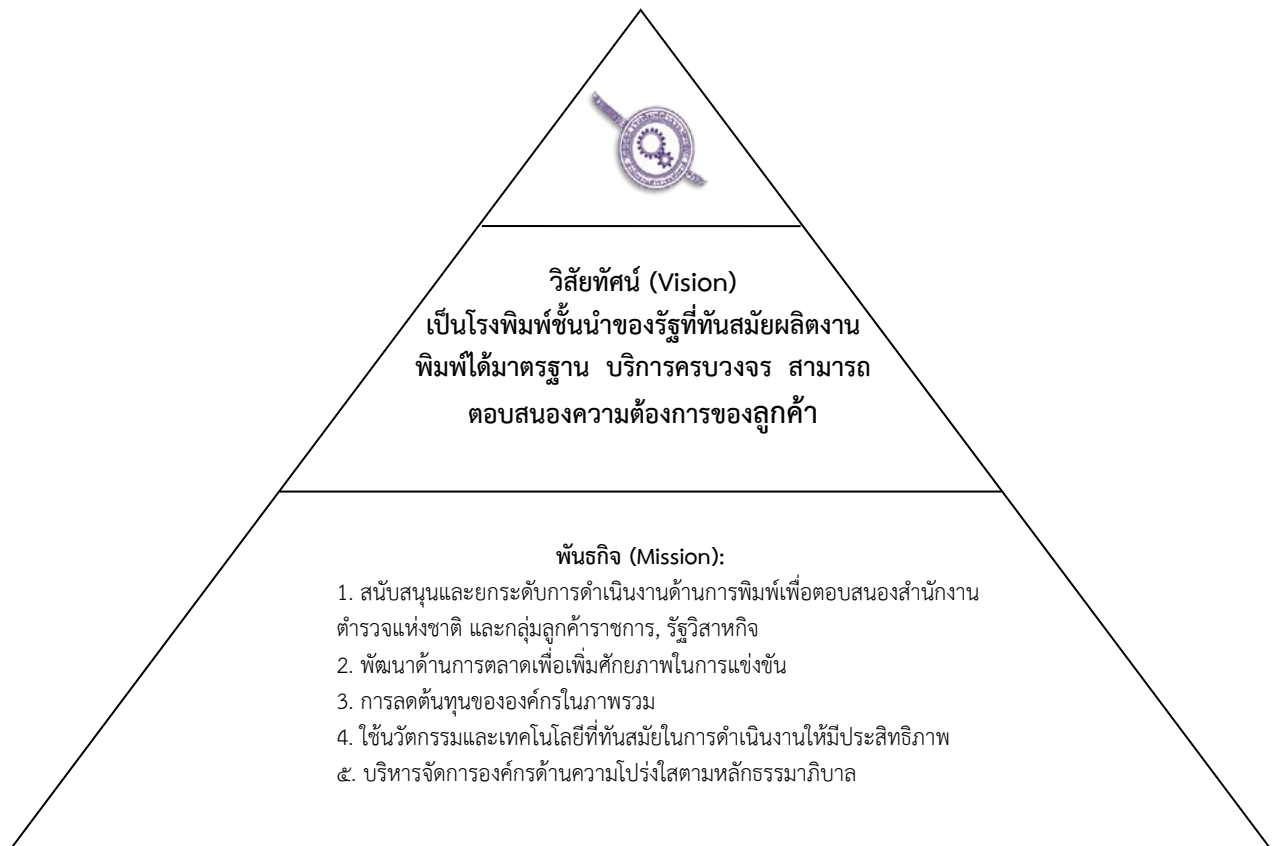 วิสัยทัศน์ (Vision)
เป็นโรงพิมพ์ชั้นนำของรัฐที่ทันสมัยผลิตงาน
พิมพ์ได้มาตรฐาน บริการครบวงจร สามารถ
ตอบสนองความต้องการของลูกค้า
พันธกิจ (Mission):
1. สนับสนุนและยกระดับการดำเนินงานด้านการพิมพ์เพื่อตอบสนองสำนักงาน
ตำรวจแห่งชาติ และกลุ่มลูกค้าราชการ, รัฐวิสาหกิจ
2. พัฒนาด้านการตลาดเพื่อเพิ่มศักยภาพในการแข่งขัน
3. การลดต้นทุนขององค์กรในภาพรวม
4. ใช้นวัตกรรมและเทคโนโลยีที่ทันสมัยในการดำเนินงานให้มีประสิทธิภาพ
๕. บริหารจัดการองค์กรด้านความโปร่งใสตามหลักธรรมาภิบาล